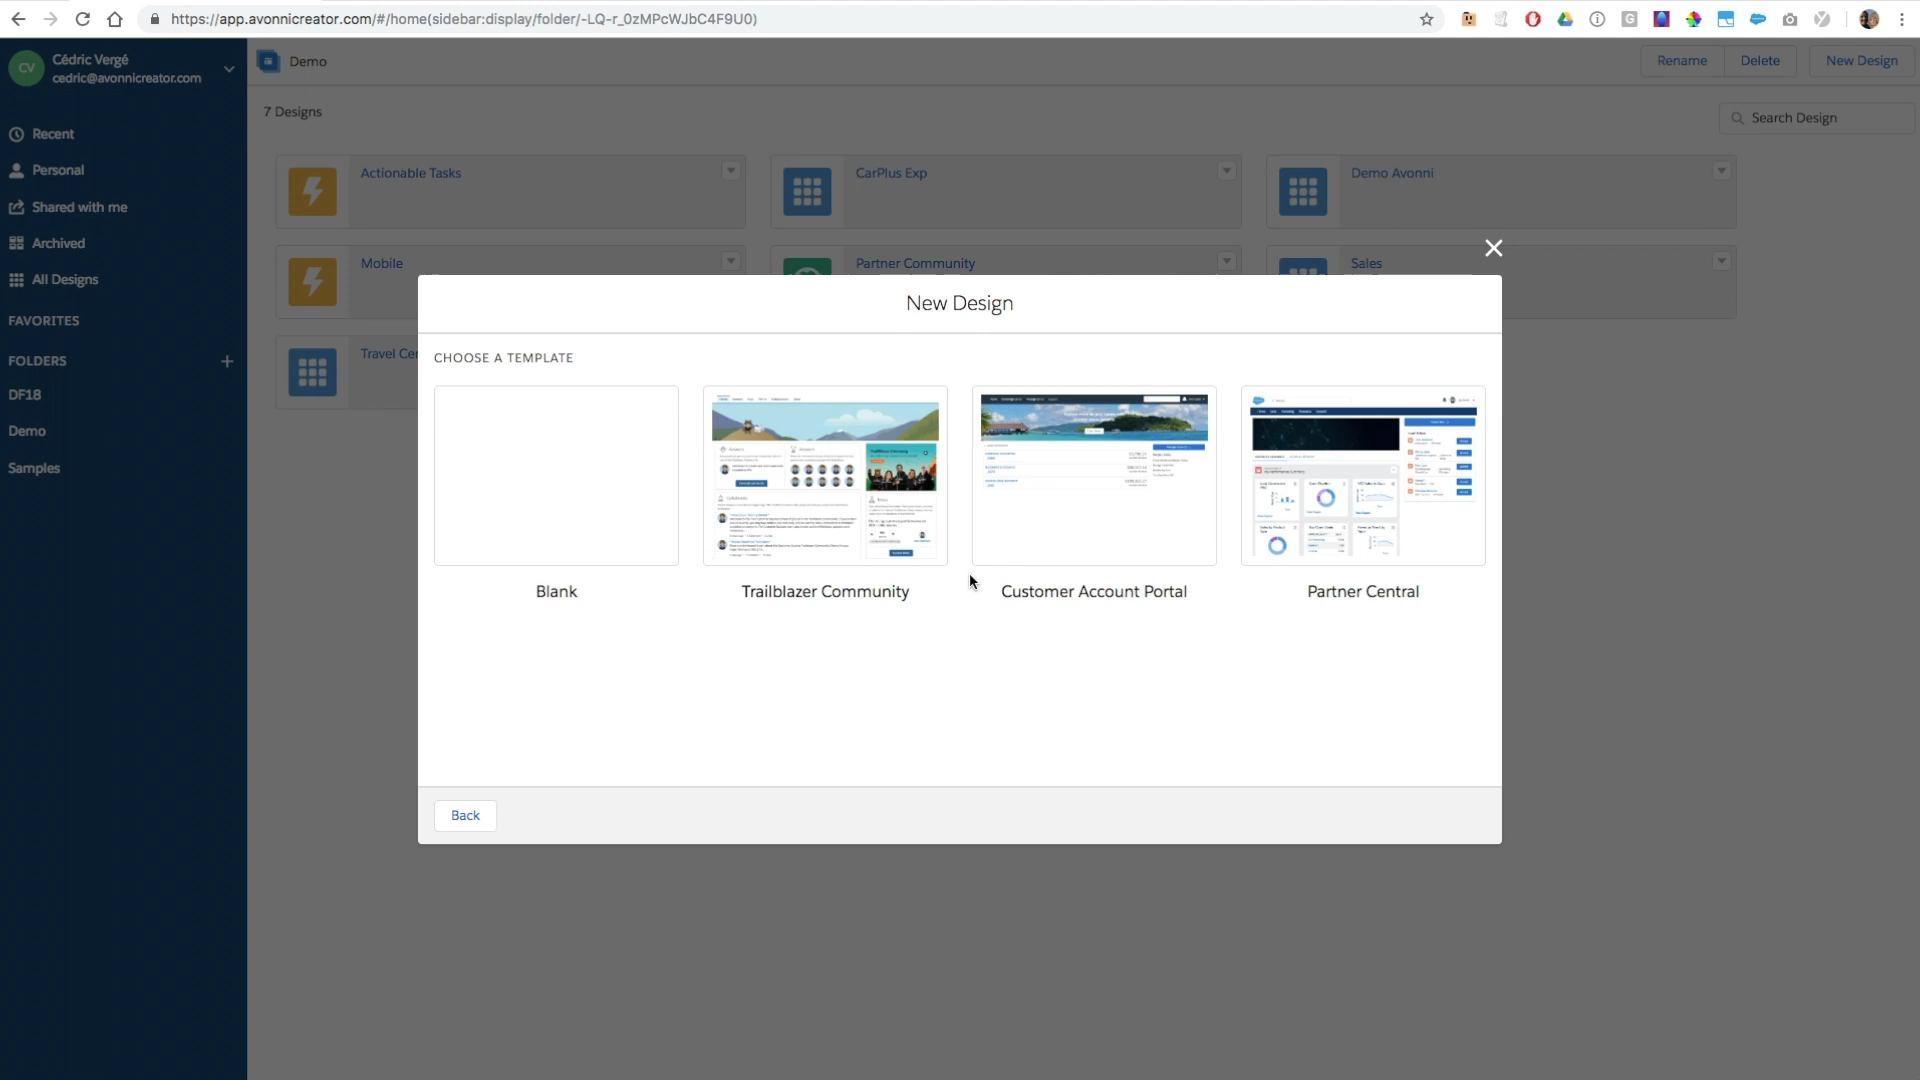 https://app.avonnicreator.com/#/home(sidebar:display/folder/-LQ-r_0zMPcWJbC4F9U0)
CV
Cédric Vergé
cedric@avonnicreator.com
Demo
Rename
Delete
New Design
7 Designs
Search Design
Recent
Personal
Shared with me
Archived
All Designs
FAVORITES
FOLDERS
DF18
Demo
Samples
Actionable Tasks
CarPlus Exp
Demo Avonni
Mobile
Partner Community
Sales
Travel Ce
New Design
CHOOSE A TEMPLATE
Blank
Trailblazer Community
Customer Account Portal
Partner Central
Back